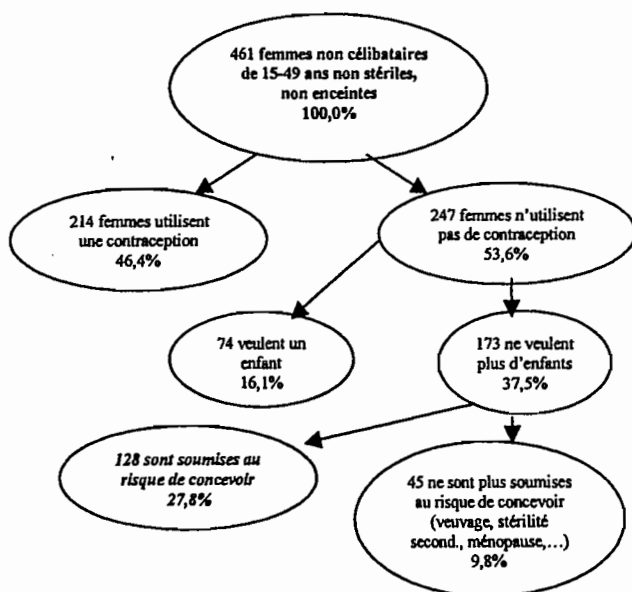 461 femmes non célibataires
de 15-49 ans non stériles,
non enceintes
100,0%
214 femmes utilisent
une contraception
46,4%
247 femmes n'utilisent
pas de contraception
53,6%
74 veulent un
enfant
16,1%
173 ne veulent
plus d'enfants
37,5%
128 sont soumises au
risque de concevoir
27,8%
45 ne sont plus soumises
au risque de concevoir
(veuvage, stérilité
second., ménopause,...)
9,8%